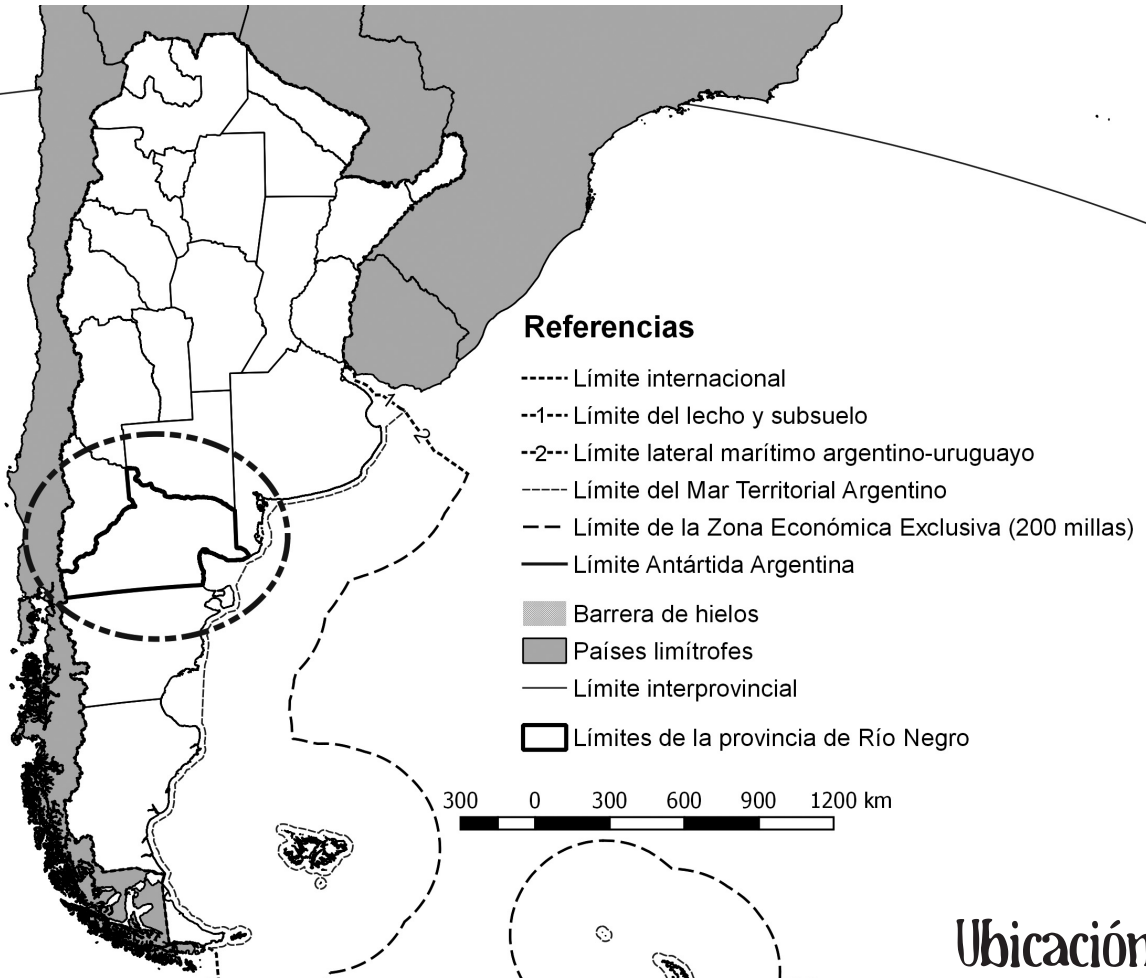 Referencias
Límite internacional
-1- Límite del lecho y subsuelo
-2- Límite lateral marítimo argentino-uruguayo
Límite del Mar Territorial Argentino
Límite de la Zona Económica Exclusiva (200 millas)
Límite Antártida Argentina
Barrera de hielos
Países limítrofes
Límite interprovincial
Límites de la provincia de Río Negro
1
2
300 0 300 600 900 1200 km
Ubicación